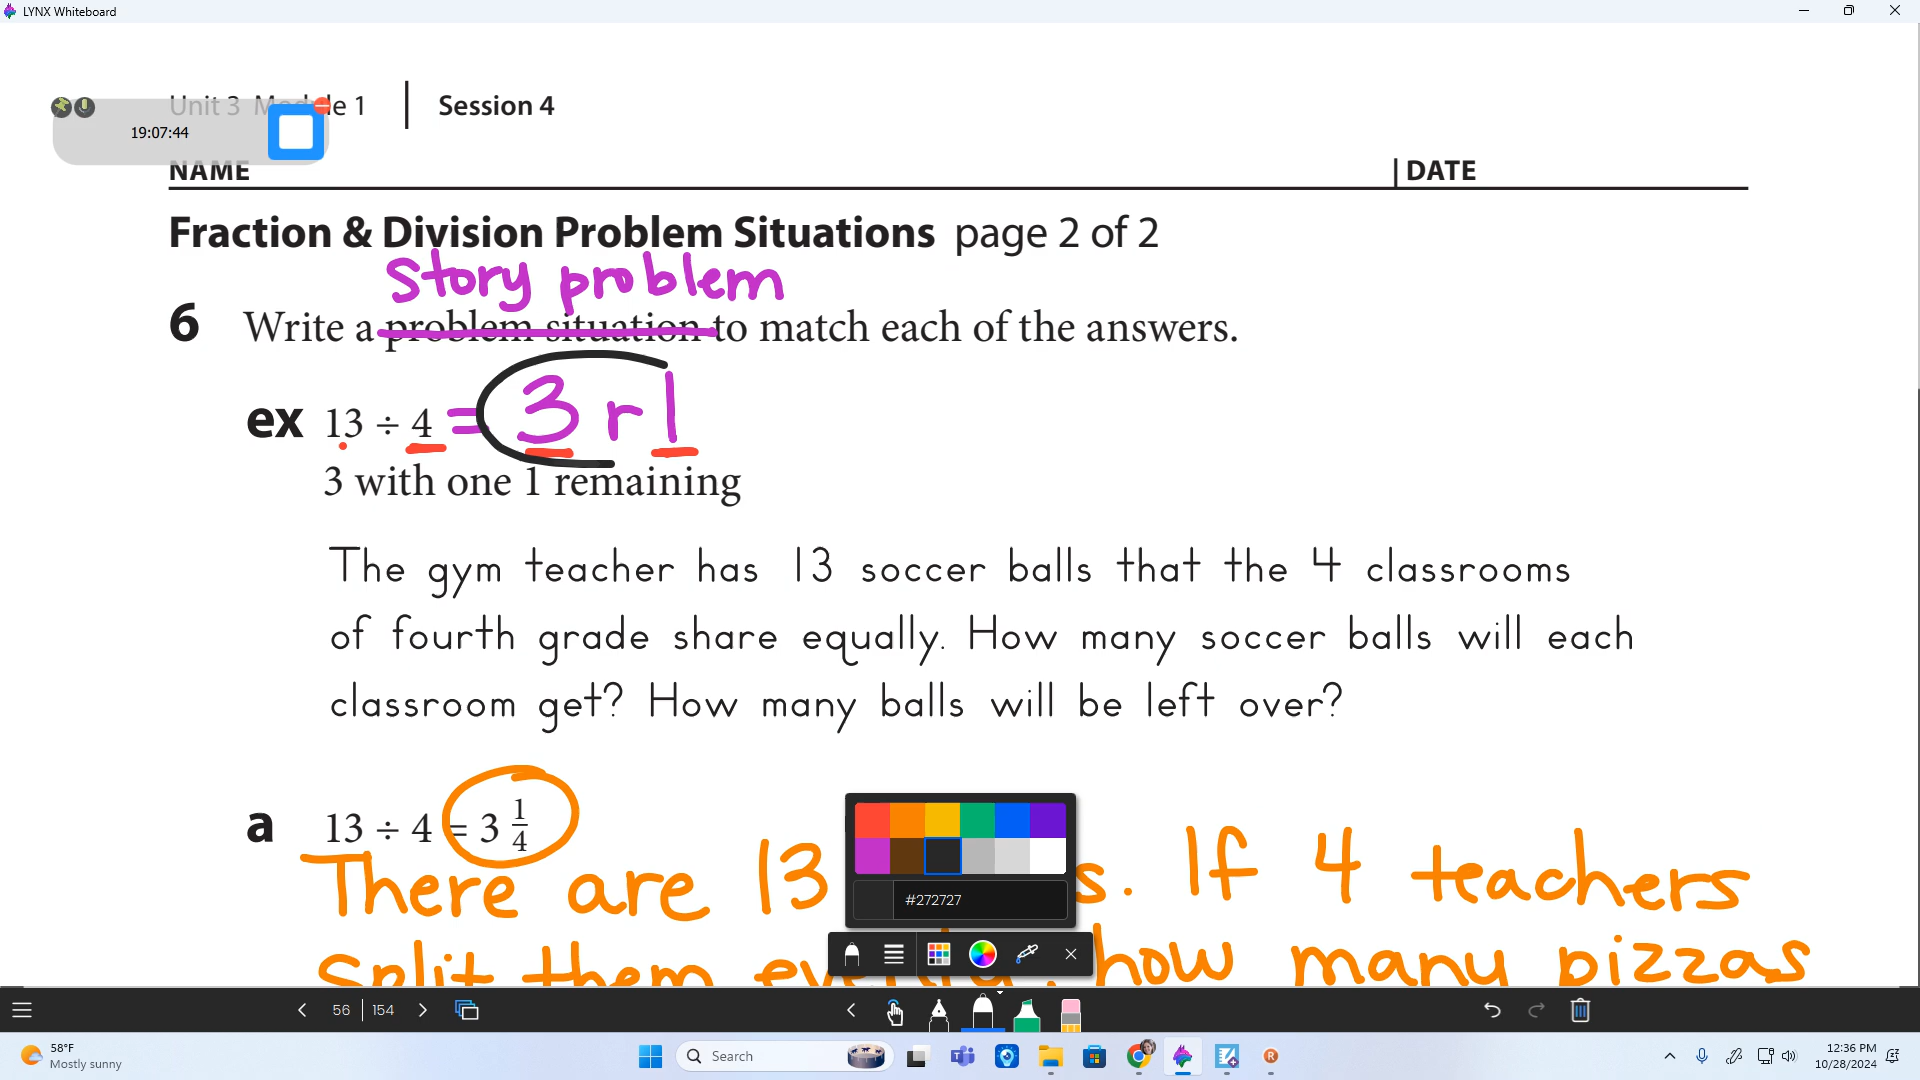 LYNX Whiteboard
Unit 3 Module 1 | Session 4
19:07:44
NAME | DATE
Fraction & Division Problem Situations page 2 of 2
Story problem
6 Write a problem situation to match each of the answers.
ex 13 ÷ 4 = 3 r 1
3 with one 1 remaining
The gym teacher has 13 soccer balls that the 4 classrooms
of fourth grade share equally. How many soccer balls will each
classroom get? How many balls will be left over?
a 13 ÷ 4 = 3 1/4
There are 13 s. If 4 teachers
#272727
split them how many pizzas
56 | 154
58°F
Mostly sunny
Search
12:36 PM
10/28/2024